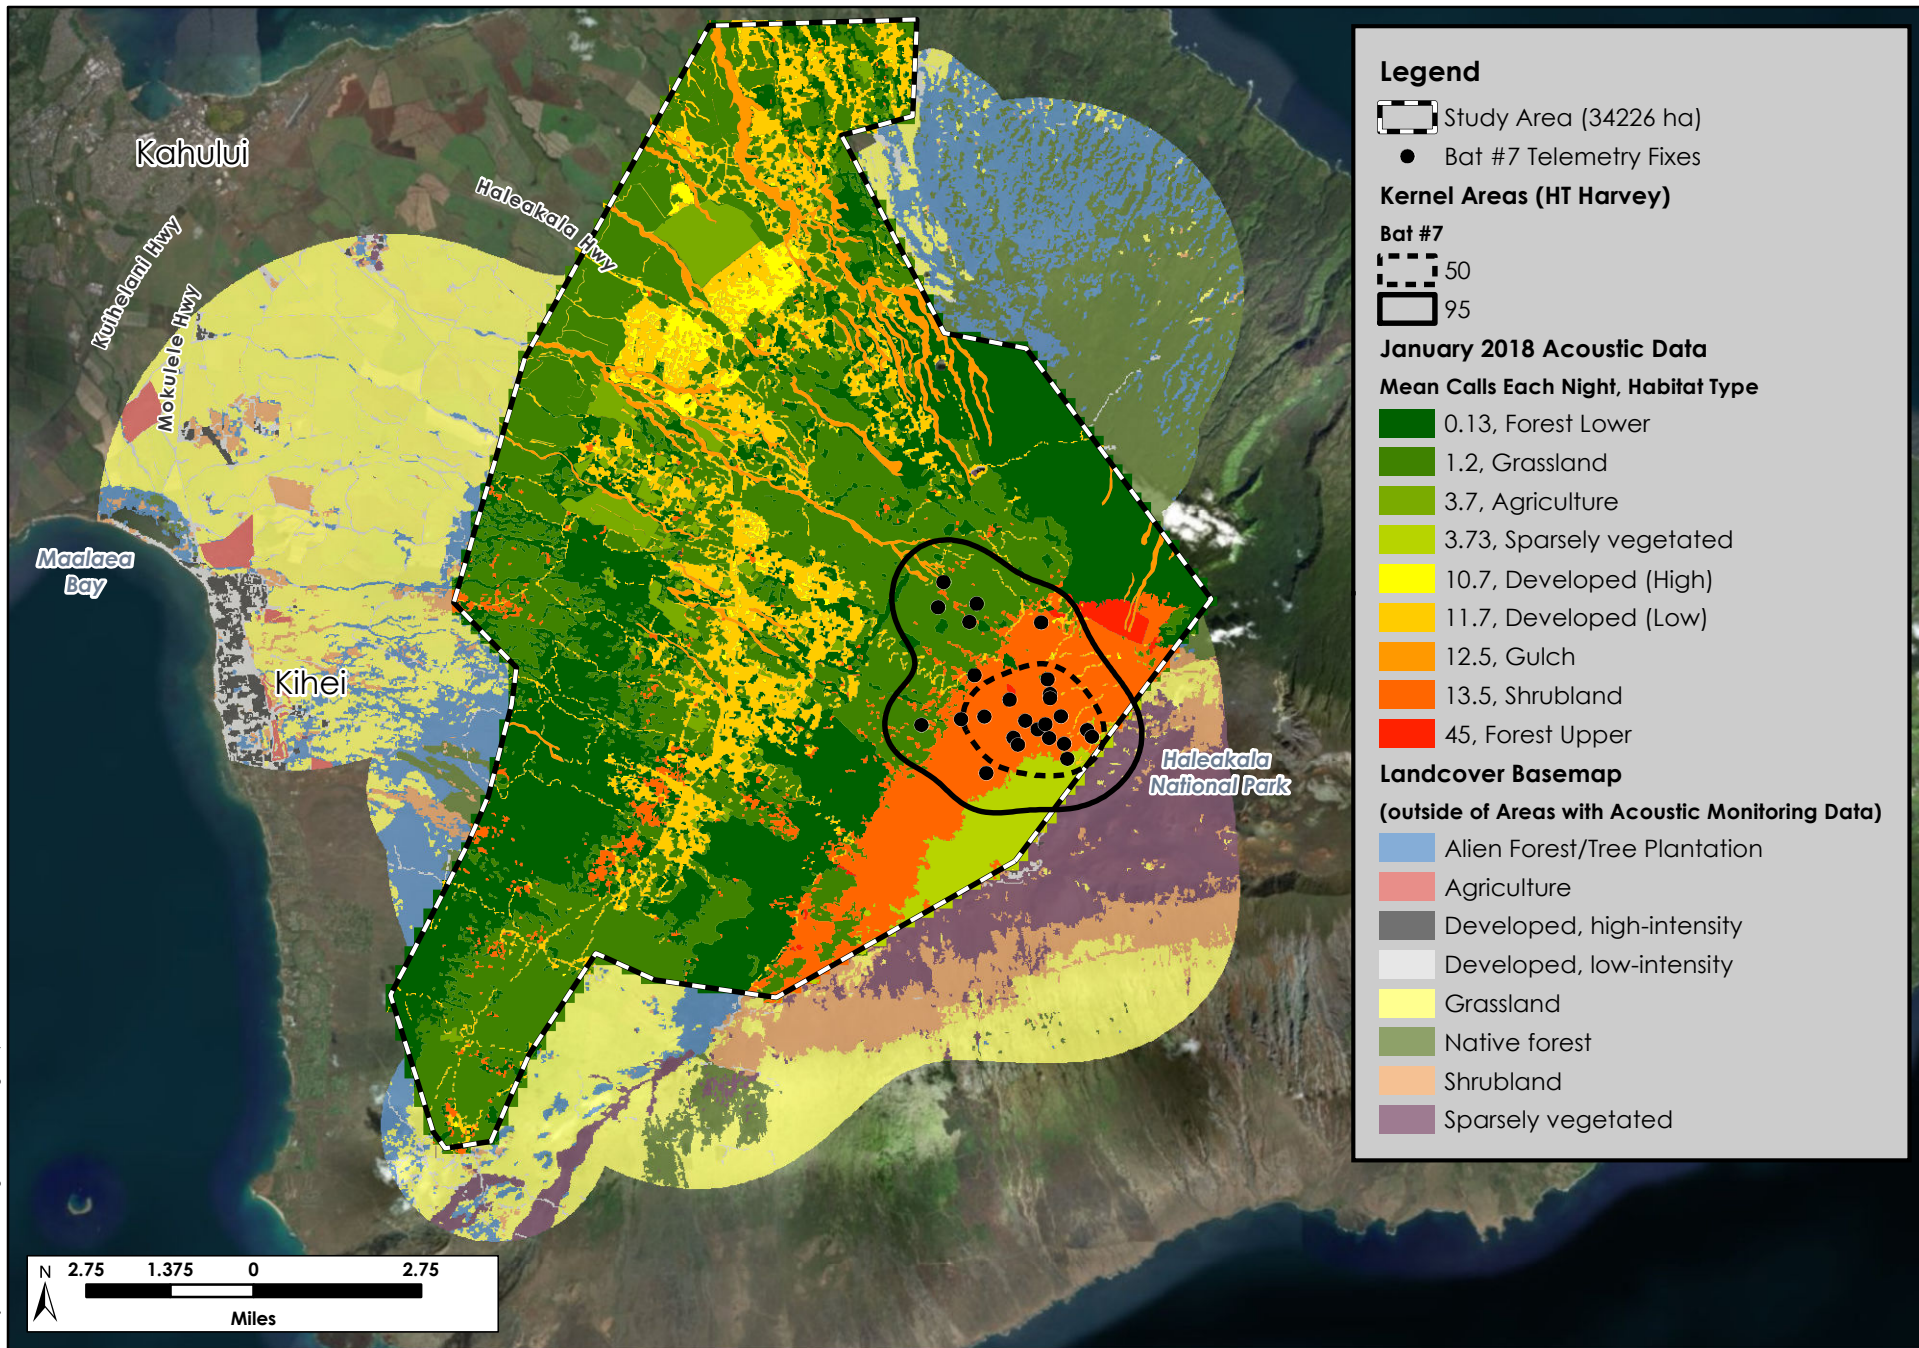 Kahului
Haleakala Hwy
Kuihelani Hwy
Mokulele Hwy
Maalaea
Bay
Kihei
Haleakala
National Park
N
2.75 1.375 0 2.75
Miles
Legend
Study Area (34226 ha)
Bat #7 Telemetry Fixes
Kernel Areas (HT Harvey)
Bat #7
50
95
January 2018 Acoustic Data
Mean Calls Each Night, Habitat Type
0.13, Forest Lower
1.2, Grassland
3.7, Agriculture
3.73, Sparsely vegetated
10.7, Developed (High)
11.7, Developed (Low)
12.5, Gulch
13.5, Shrubland
45, Forest Upper
Landcover Basemap
(outside of Areas with Acoustic Monitoring Data)
Alien Forest/Tree Plantation
Agriculture
Developed, high-intensity
Developed, low-intensity
Grassland
Native forest
Shrubland
Sparsely vegetated